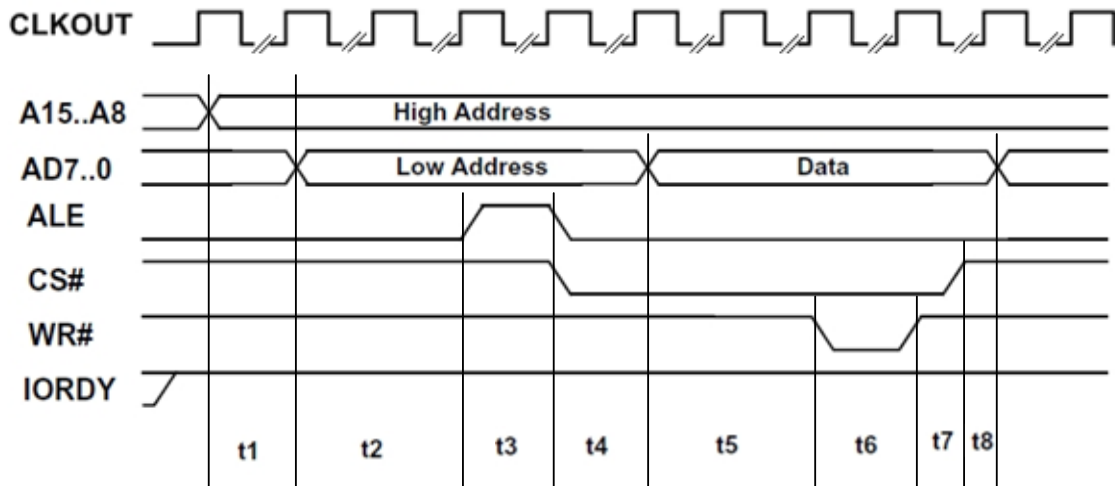 CLKOUT
A15..A8
High Address
AD7..0
Low Address
Data
ALE
CS#
WR#
IORDY
t1
t2
t3
t4
t5
t6
t7
t8